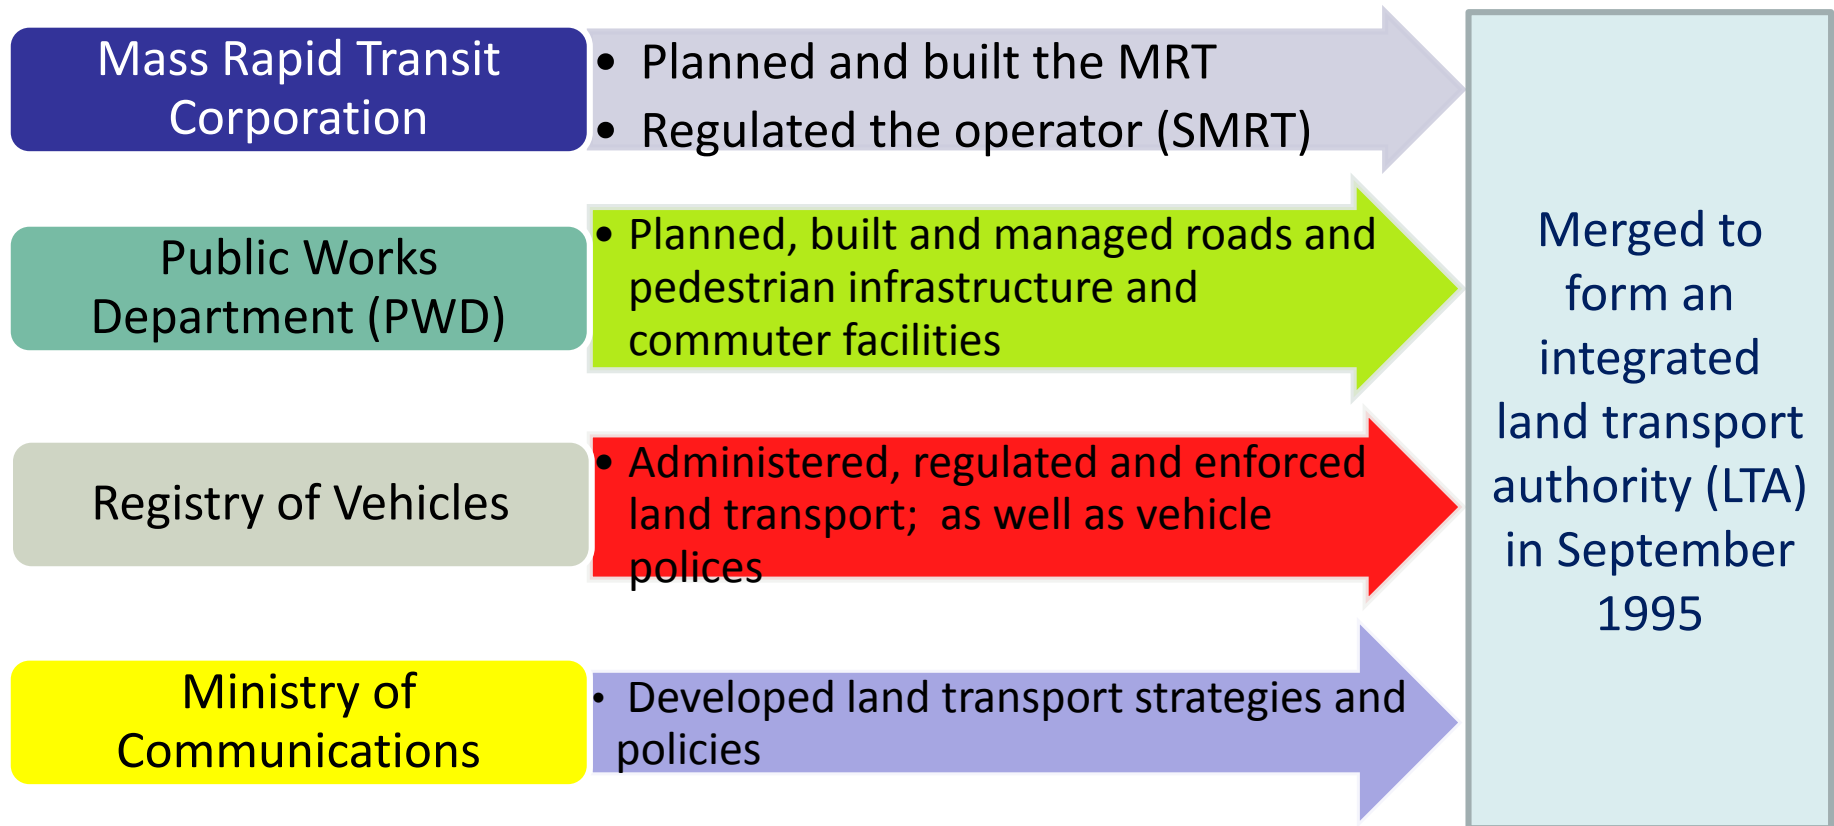 Mass Rapid Transit
Corporation
• Planned and built the MRT
• Regulated the operator (SMRT)
Public Works
Department (PWD)
• Planned, built and managed roads and
pedestrian infrastructure and
commuter facilities
Registry of Vehicles
• Administered, regulated and enforced
land transport;  as well as vehicle
polices
Ministry of
Communications
• Developed land transport strategies and
policies
Merged to
form an
integrated
land transport
authority (LTA)
in September
1995